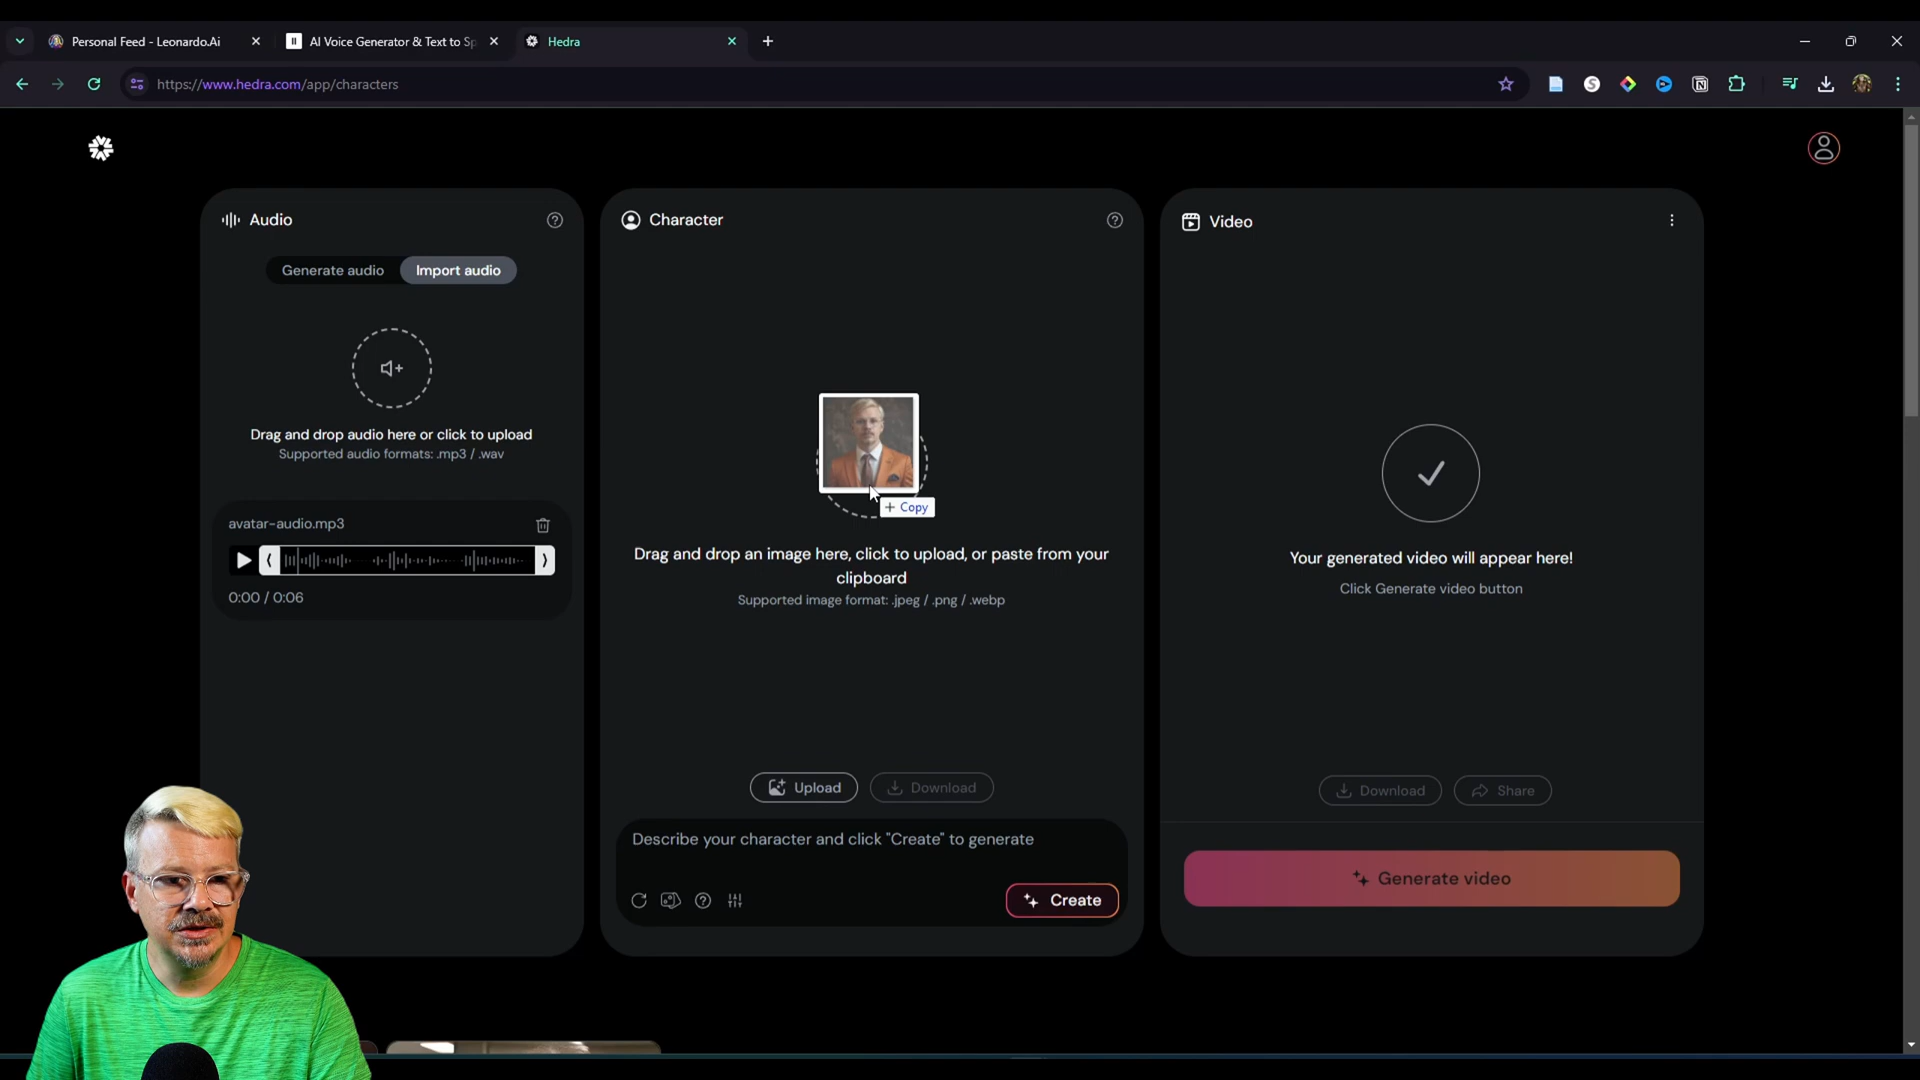 Personal Feed - Leonardo.Ai
AI Voice Generator & Text to Sp
Hedra
https://www.hedra.com/app/characters
Audio
Generate audio
Import audio
Drag and drop audio here or click to upload
Supported audio formats: .mp3 / .wav
avatar-audio.mp3
0:00 / 0:06
Character
+ Copy
Drag and drop an image here, click to upload, or paste from your
clipboard
Supported image format: .jpeg / .png / .webp
Upload
Download
Describe your character and click "Create" to generate
Create
Video
Your generated video will appear here!
Click Generate video button
Download
Share
Generate video